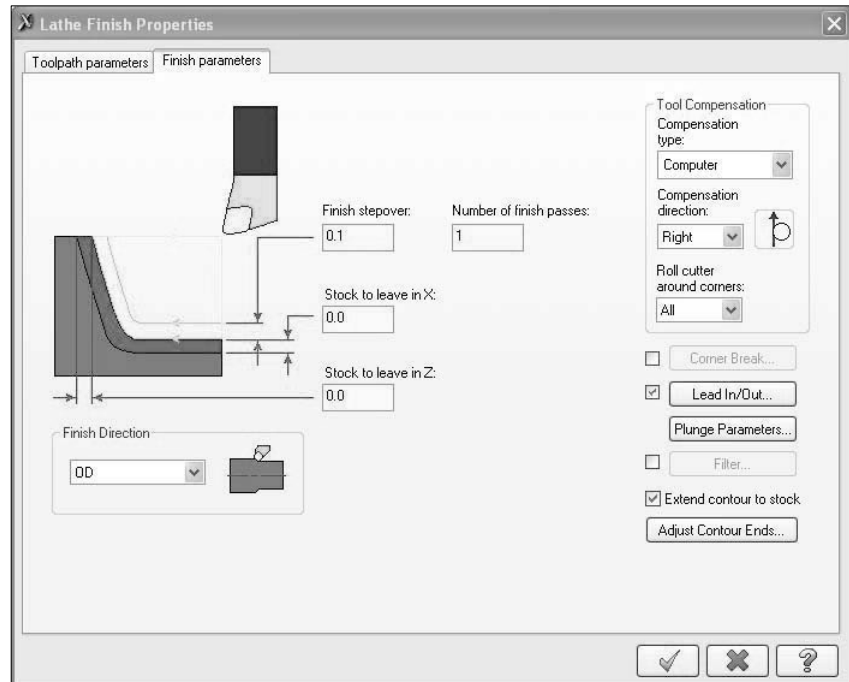 Lathe Finish Properties
Toolpath parameters
Finish parameters
Finish stepover:
0.1
Number of finish passes:
1
Stock to leave in X:
0.0
Stock to leave in Z:
0.0
Finish Direction
OD
Tool Compensation
Compensation
type:
Computer
Compensation
direction:
Right
Roll cutter
around corners:
All
Corner Break...
Lead In/Out...
Plunge Parameters...
Filter...
Extend contour to stock
Adjust Contour Ends...
?